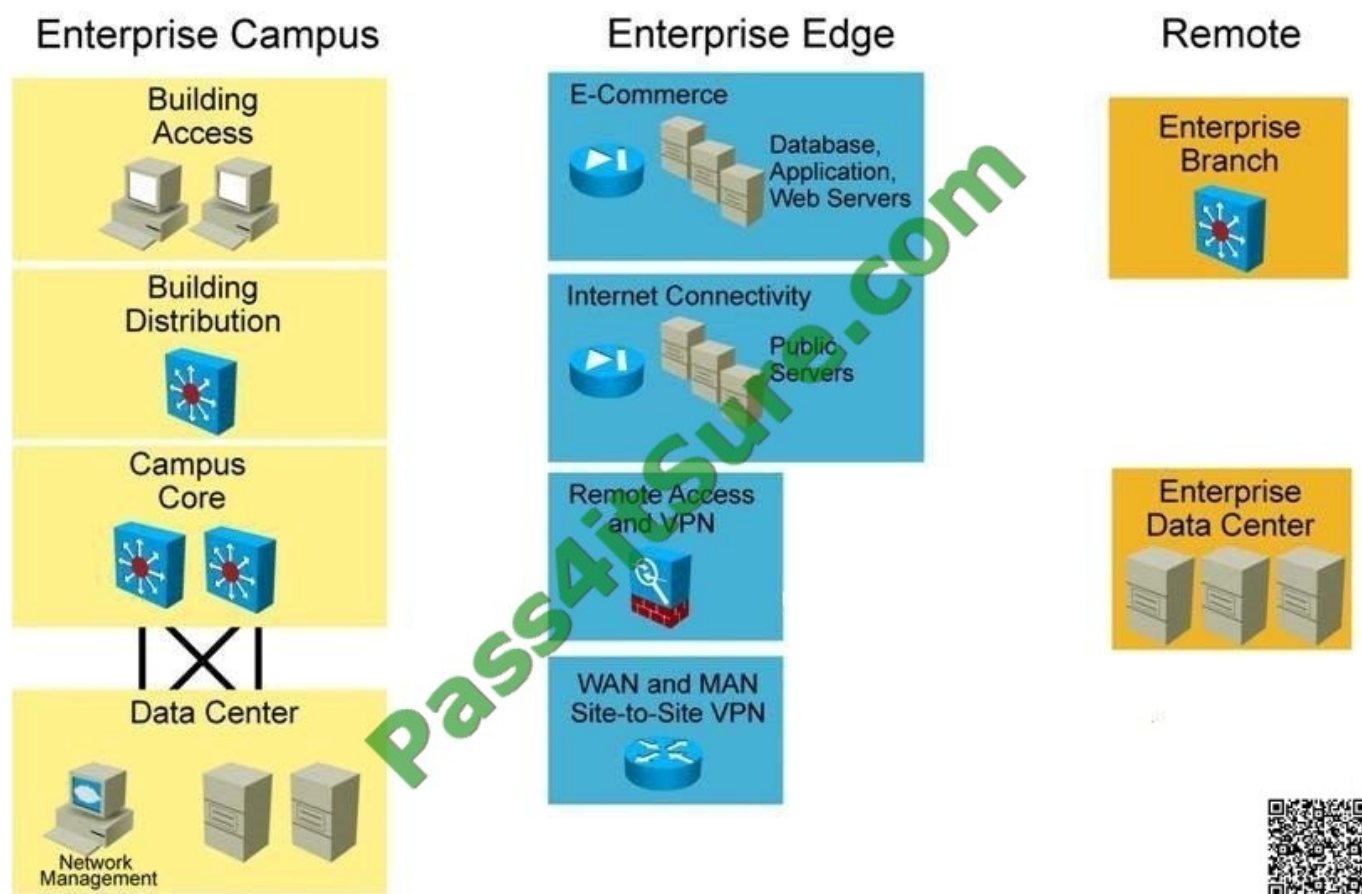 Enterprise Campus
Building
Access
Building
Distribution
Campus
Core
Data Center
Network
Management
Enterprise Edge
E-Commerce
Database,
Application,
Web Servers
Internet Connectivity
Public
Servers
Remote Access
and VPN
WAN and MAN
Site-to-Site VPN
Remote
Enterprise
Branch
Enterprise
Data Center
Pass4itSure.com